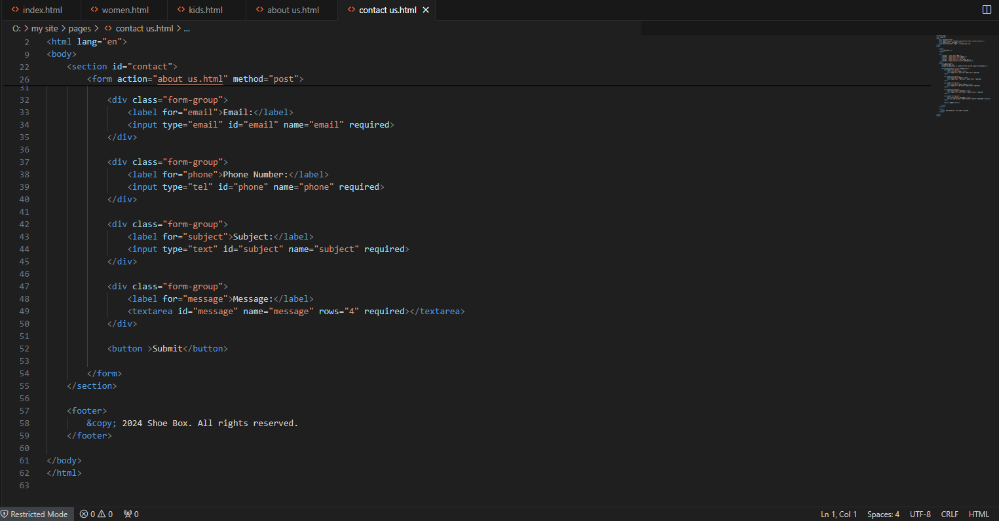 index.html women.html kids.html about us.html contact us.html
O: > my site > pages > contact us.html > ...
2 <html lang="en">
9 <body>
22 <section id="contact">
26 <form action="about us.html" method="post">
31
32 <div class="form-group">
33 <label for="email">Email:</label>
34 <input type="email" id="email" name="email" required>
35 </div>
36
37 <div class="form-group">
38 <label for="phone">Phone Number:</label>
39 <input type="tel" id="phone" name="phone" required>
40 </div>
41
42 <div class="form-group">
43 <label for="subject">Subject:</label>
44 <input type="text" id="subject" name="subject" required>
45 </div>
46
47 <div class="form-group">
48 <label for="message">Message:</label>
49 <textarea id="message" name="message" rows="4" required></textarea>
50 </div>
51
52 <button >Submit</button>
53
54 </form>
55 </section>
56
57 <footer>
58 &copy; 2024 Shoe Box. All rights reserved.
59 </footer>
60
61 </body>
62 </html>
63
Restricted Mode 0 0 0 Ln 1, Col 1 Spaces: 4 UTF-8 CRLF HTML